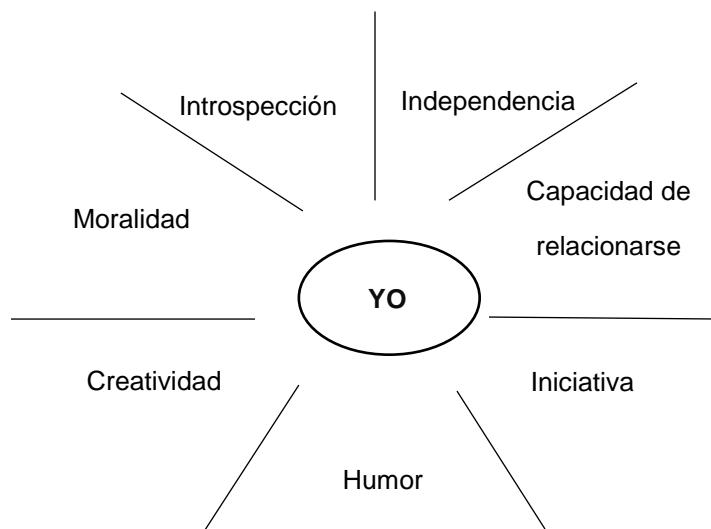 Introspección
Independencia
Moralidad
Capacidad de
relacionarse
YO
Creatividad
Iniciativa
Humor